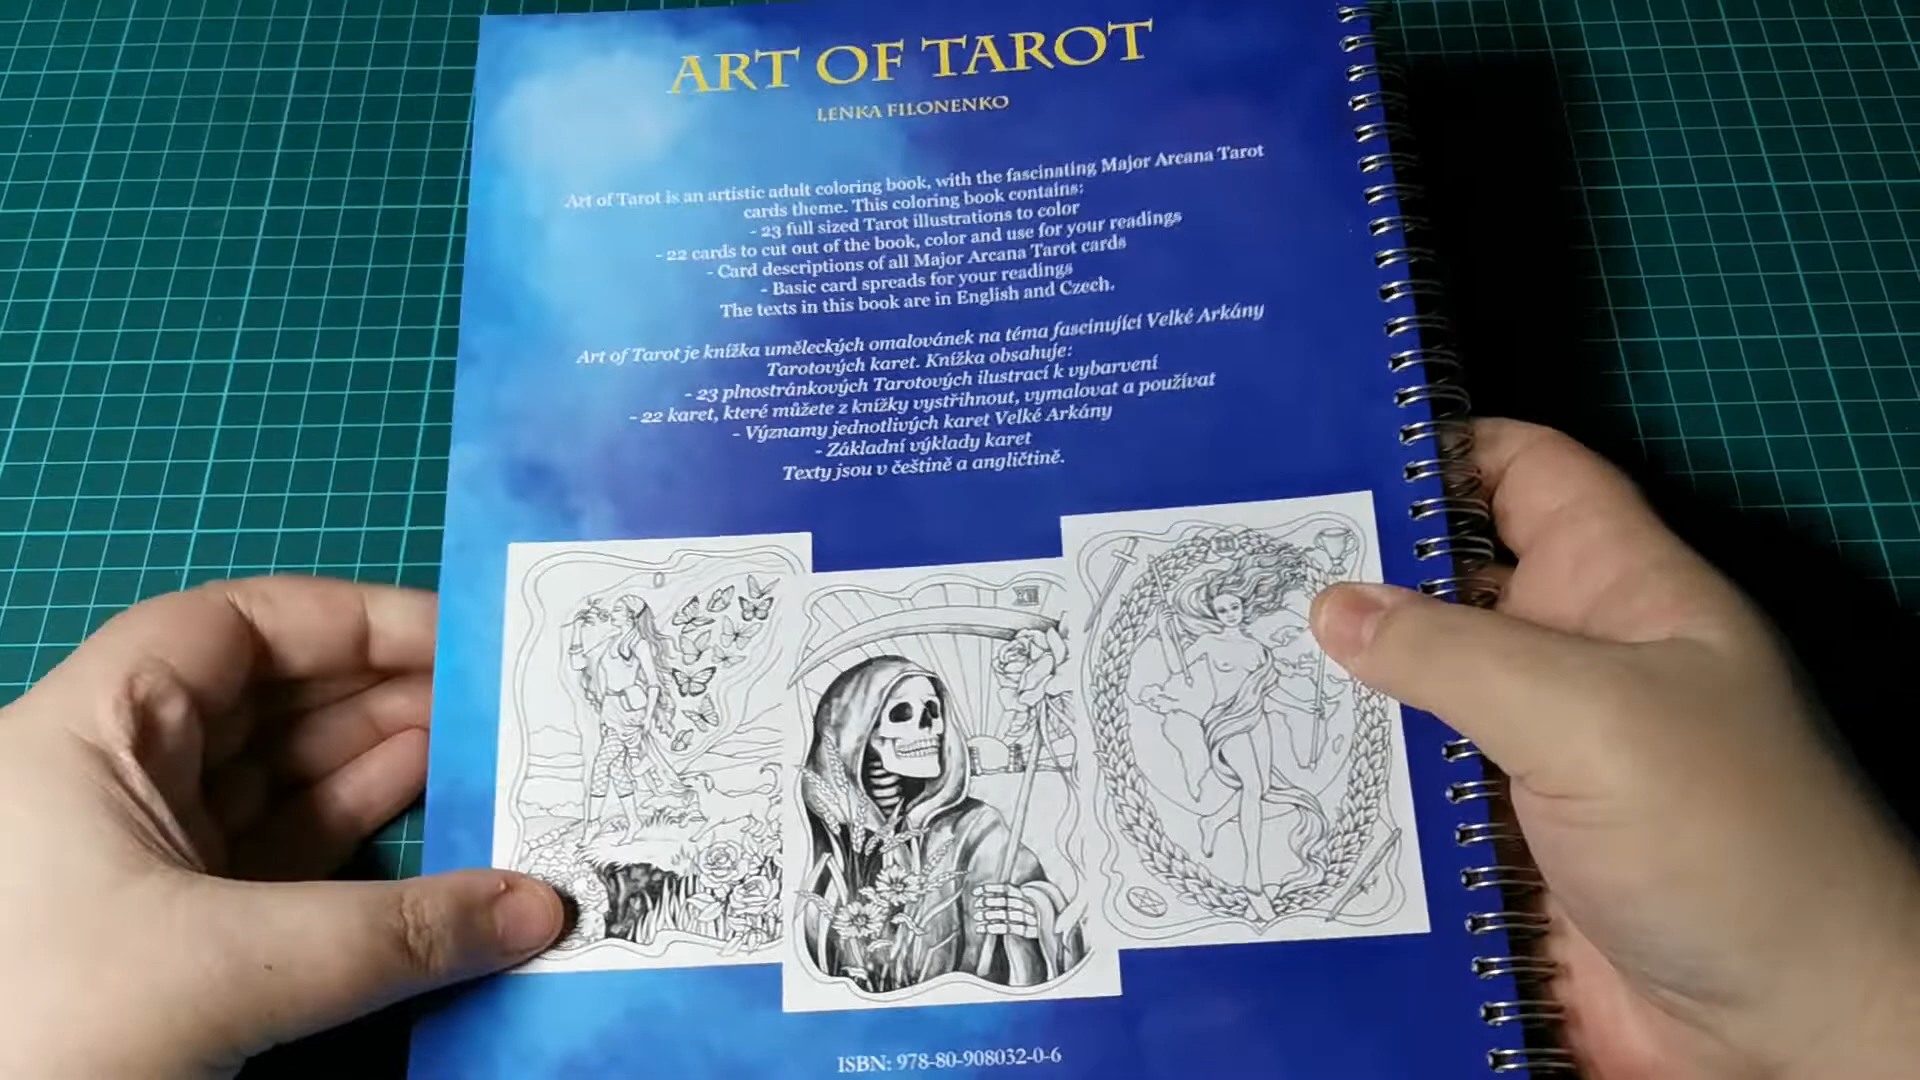 ART OF TAROT
LENKA FILONENKO
Art of Tarot is an artistic adult coloring book, with the fascinating Major Arcana Tarot
cards theme. This coloring book contains:
- 23 full sized Tarot illustrations to color
- 22 cards to cut out of the book, color and use for your readings
- Card descriptions of all Major Arcana Tarot cards
- Basic card spreads for your readings
The texts in this book are in English and Czech.
Art of Tarot je knížka uměleckých omalovánek na téma fascinující Velké Arkány
Tarotových karet. Knížka obsahuje:
- 23 plnostránkových Tarotových ilustrací k vybarvení
- 22 karet, které můžete z knížky vystřihnout, vymalovat a používat
- Významy jednotlivých karet Velké Arkány
- Základní výklady karet
Texty jsou v češtině a angličtině.
0
ISBN: 978-80-908032-0-6